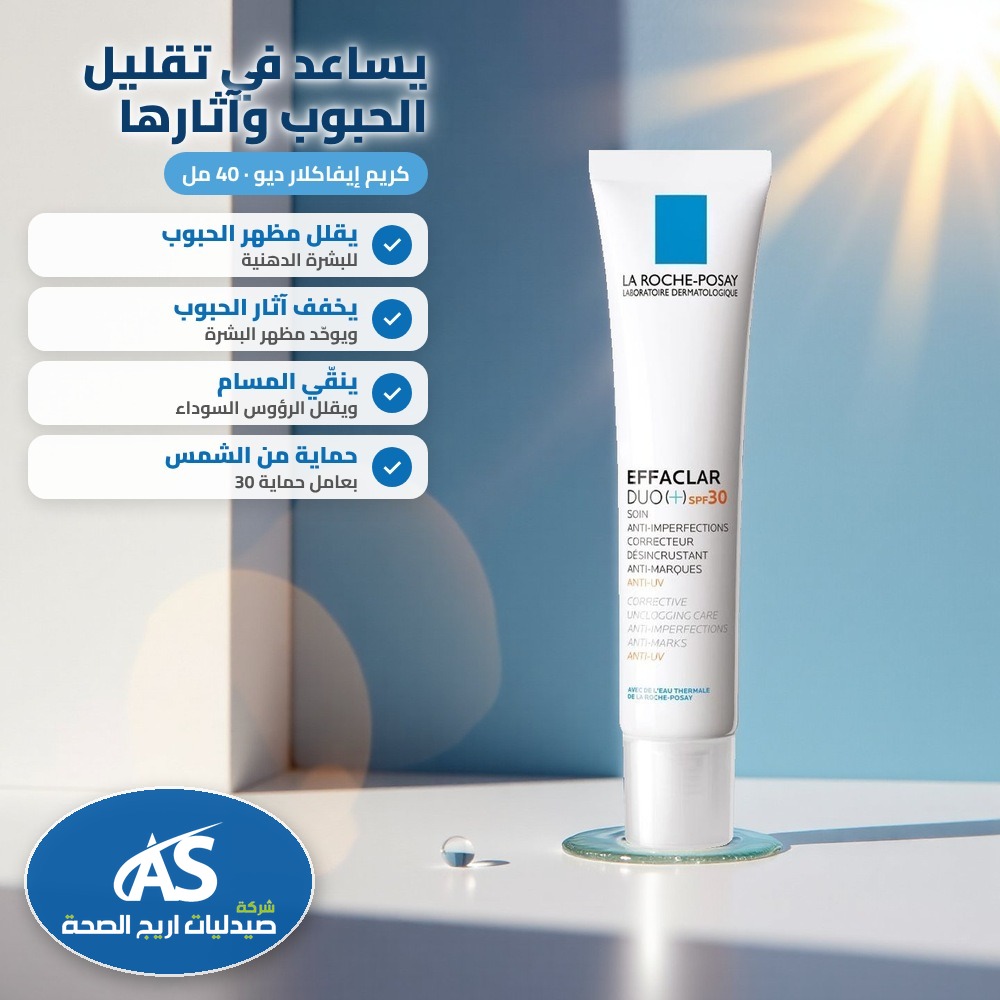 يساعد في تقليل
الحبوب وآثارها
كريم إيفاكلار ديو · 40 مل
يقلل مظهر الحبوب
للبشرة الدهنية
يخفف آثار الحبوب
ويوحّد مظهر البشرة
ينقّي المسام
ويقلل الرؤوس السوداء
حماية من الشمس
بعامل حماية 30
LA ROCHE-POSAY
LABORATOIRE DERMATOLOGIQUE
EFFACLAR
DUO(+) SPF30
SOIN
ANTI-IMPERFECTIONS
CORRECTEUR
DÉSINCRUSTANT
ANTI-MARQUES
ANTI-UV
CORRECTIVE
UNCLOGGING CARE
ANTI-IMPERFECTIONS
ANTI-MARKS
ANTI-UV
AVEC DE L'EAU THERMALE
DE LA ROCHE-POSAY
AS
شركة
صيدليات اريج الصحة